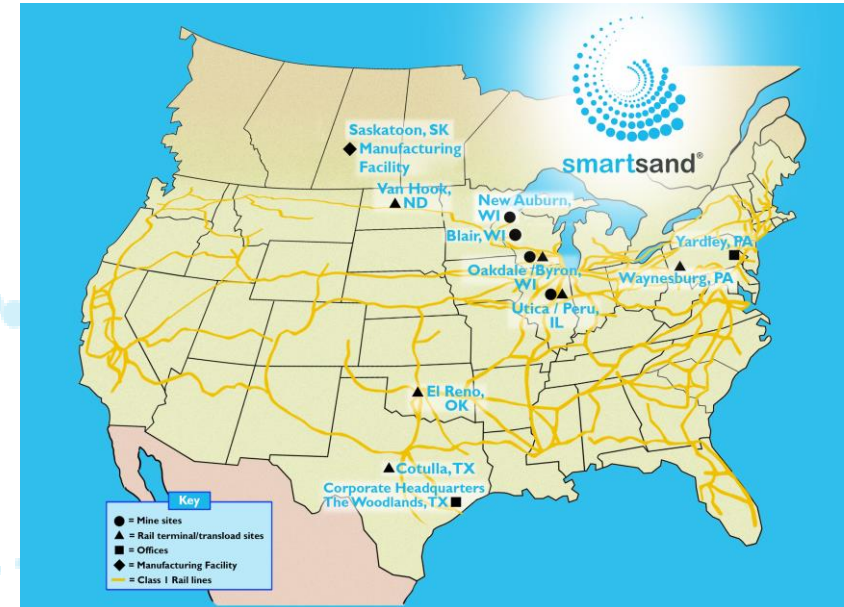 smartsand®
Saskatoon, SK
Manufacturing
Facility
Van Hook,
ND
New Auburn,
WI
Blair, WI
Yardley, PA
Oakdale /Byron,
WI
Waynesburg, PA
Utica / Peru,
IL
El Reno,
OK
Cotulla, TX
Corporate Headquarters
The Woodlands, TX
Key
= Mine sites
= Rail terminal/transload sites
= Offices
= Manufacturing Facility
= Class 1 Rail lines